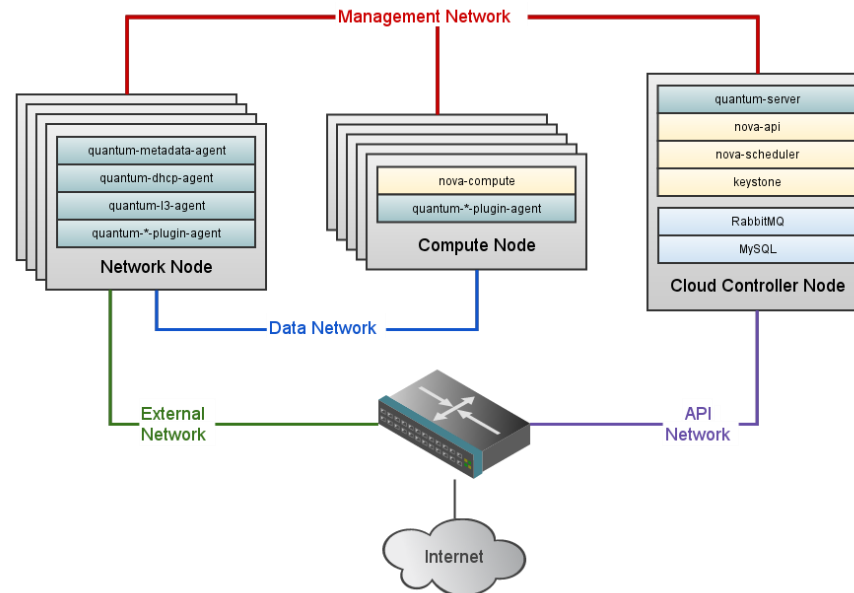 Management Network
quantum-metadata-agent
quantum-dhcp-agent
quantum-l3-agent
quantum-*-plugin-agent
Network Node
nova-compute
quantum-*-plugin-agent
Compute Node
quantum-server
nova-api
nova-scheduler
keystone
RabbitMQ
MySQL
Cloud Controller Node
Data Network
External
Network
API
Network
Internet